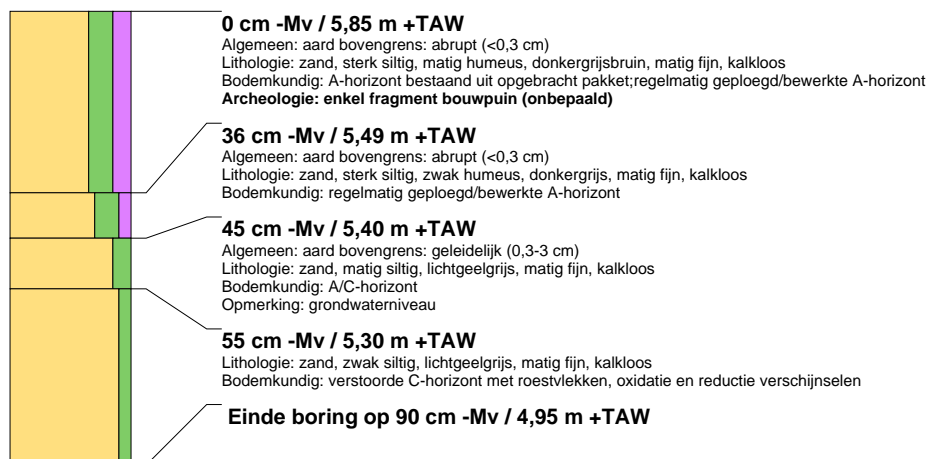 0 cm -Mv / 5,85 m +TAW
Algemeen: aard bovengrens: abrupt (<0,3 cm)
Lithologie: zand, sterk siltig, matig humeus, donkergrijsbruin, matig fijn, kalkloos
Bodemkundig: A-horizont bestaand uit opgebracht pakket;regelmatig geploegd/bewerkte A-horizont
Archeologie: enkel fragment bouwpuin (onbepaald)
36 cm -Mv / 5,49 m +TAW
Algemeen: aard bovengrens: abrupt (<0,3 cm)
Lithologie: zand, sterk siltig, zwak humeus, donkergrijs, matig fijn, kalkloos
Bodemkundig: regelmatig geploegd/bewerkte A-horizont
45 cm -Mv / 5,40 m +TAW
Algemeen: aard bovengrens: geleidelijk (0,3-3 cm)
Lithologie: zand, matig siltig, lichtgeelgrijs, matig fijn, kalkloos
Bodemkundig: A/C-horizont
Opmerking: grondwaterniveau
55 cm -Mv / 5,30 m +TAW
Lithologie: zand, zwak siltig, lichtgeelgrijs, matig fijn, kalkloos
Bodemkundig: verstoorde C-horizont met roestvlekken, oxidatie en reductie verschijnselen
Einde boring op 90 cm -Mv / 4,95 m +TAW